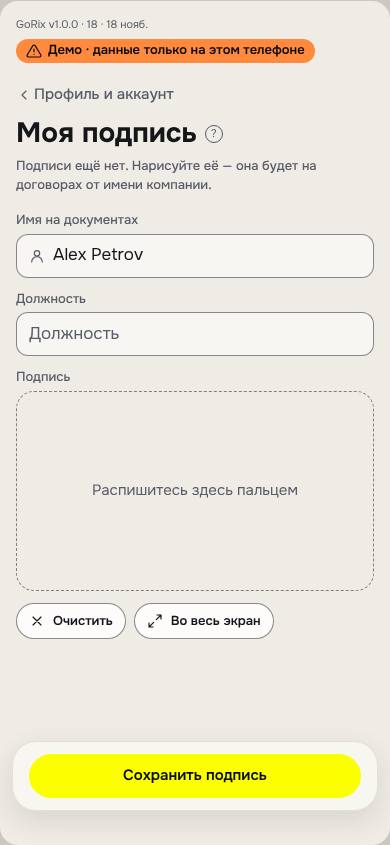 GoRix v1.0.0 · 18 · 18 нояб.
Демо · данные только на этом телефоне
Профиль и аккаунт
Моя подпись ?
Подписи ещё нет. Нарисуйте её — она будет на
договорах от имени компании.
Имя на документах
Alex Petrov
Должность
Должность
Подпись
Распишитесь здесь пальцем
Очистить
Во весь экран
Сохранить подпись